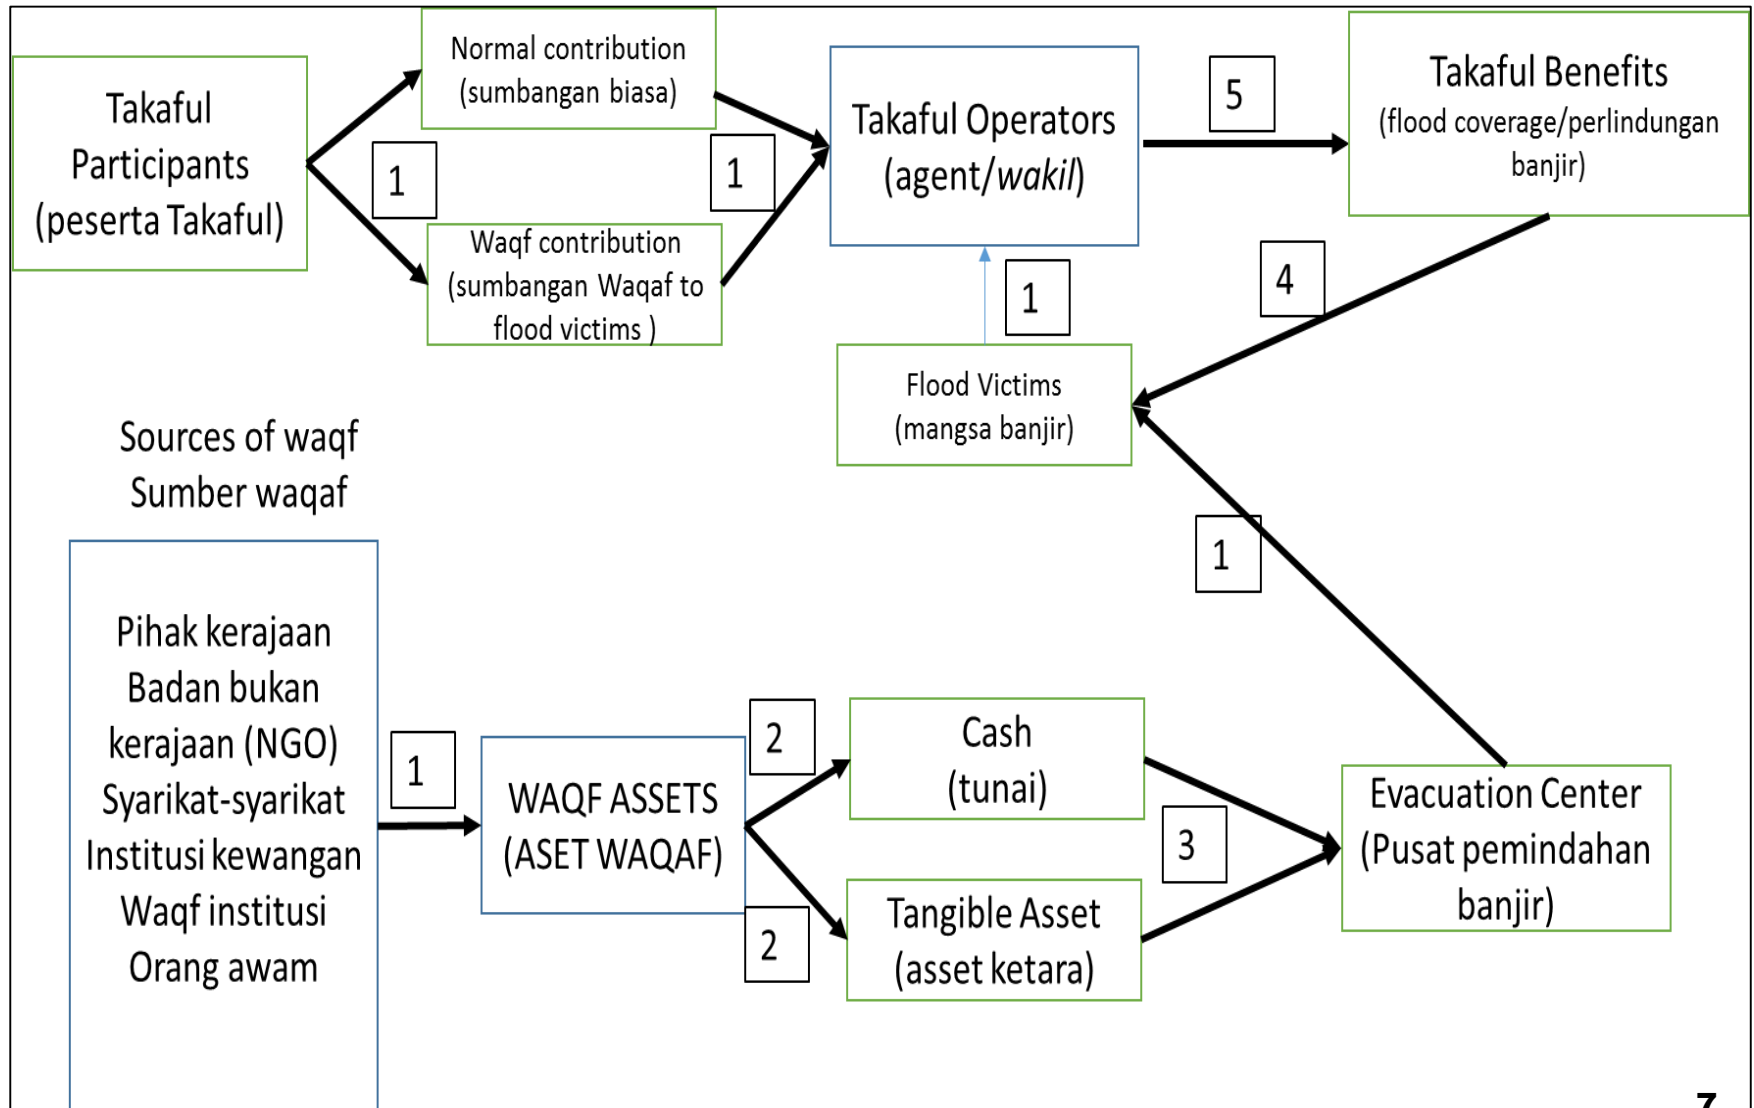 Takaful
Participants
(peserta Takaful)
Normal contribution
(sumbangan biasa)
1
Waqf contribution
(sumbangan Waqaf to
flood victims )
1
Takaful Operators
(agent/wakil)
5
Takaful Benefits
(flood coverage/perlindungan
banjir)
4
1
Flood Victims
(mangsa banjir)
1
Sources of waqf
Sumber waqaf
Pihak kerajaan
Badan bukan
kerajaan (NGO)
Syarikat-syarikat
Institusi kewangan
Waqf institusi
Orang awam
1
WAQF ASSETS
(ASET WAQAF)
2
2
Cash
(tunai)
Tangible Asset
(asset ketara)
3
Evacuation Center
(Pusat pemindahan
banjir)
7